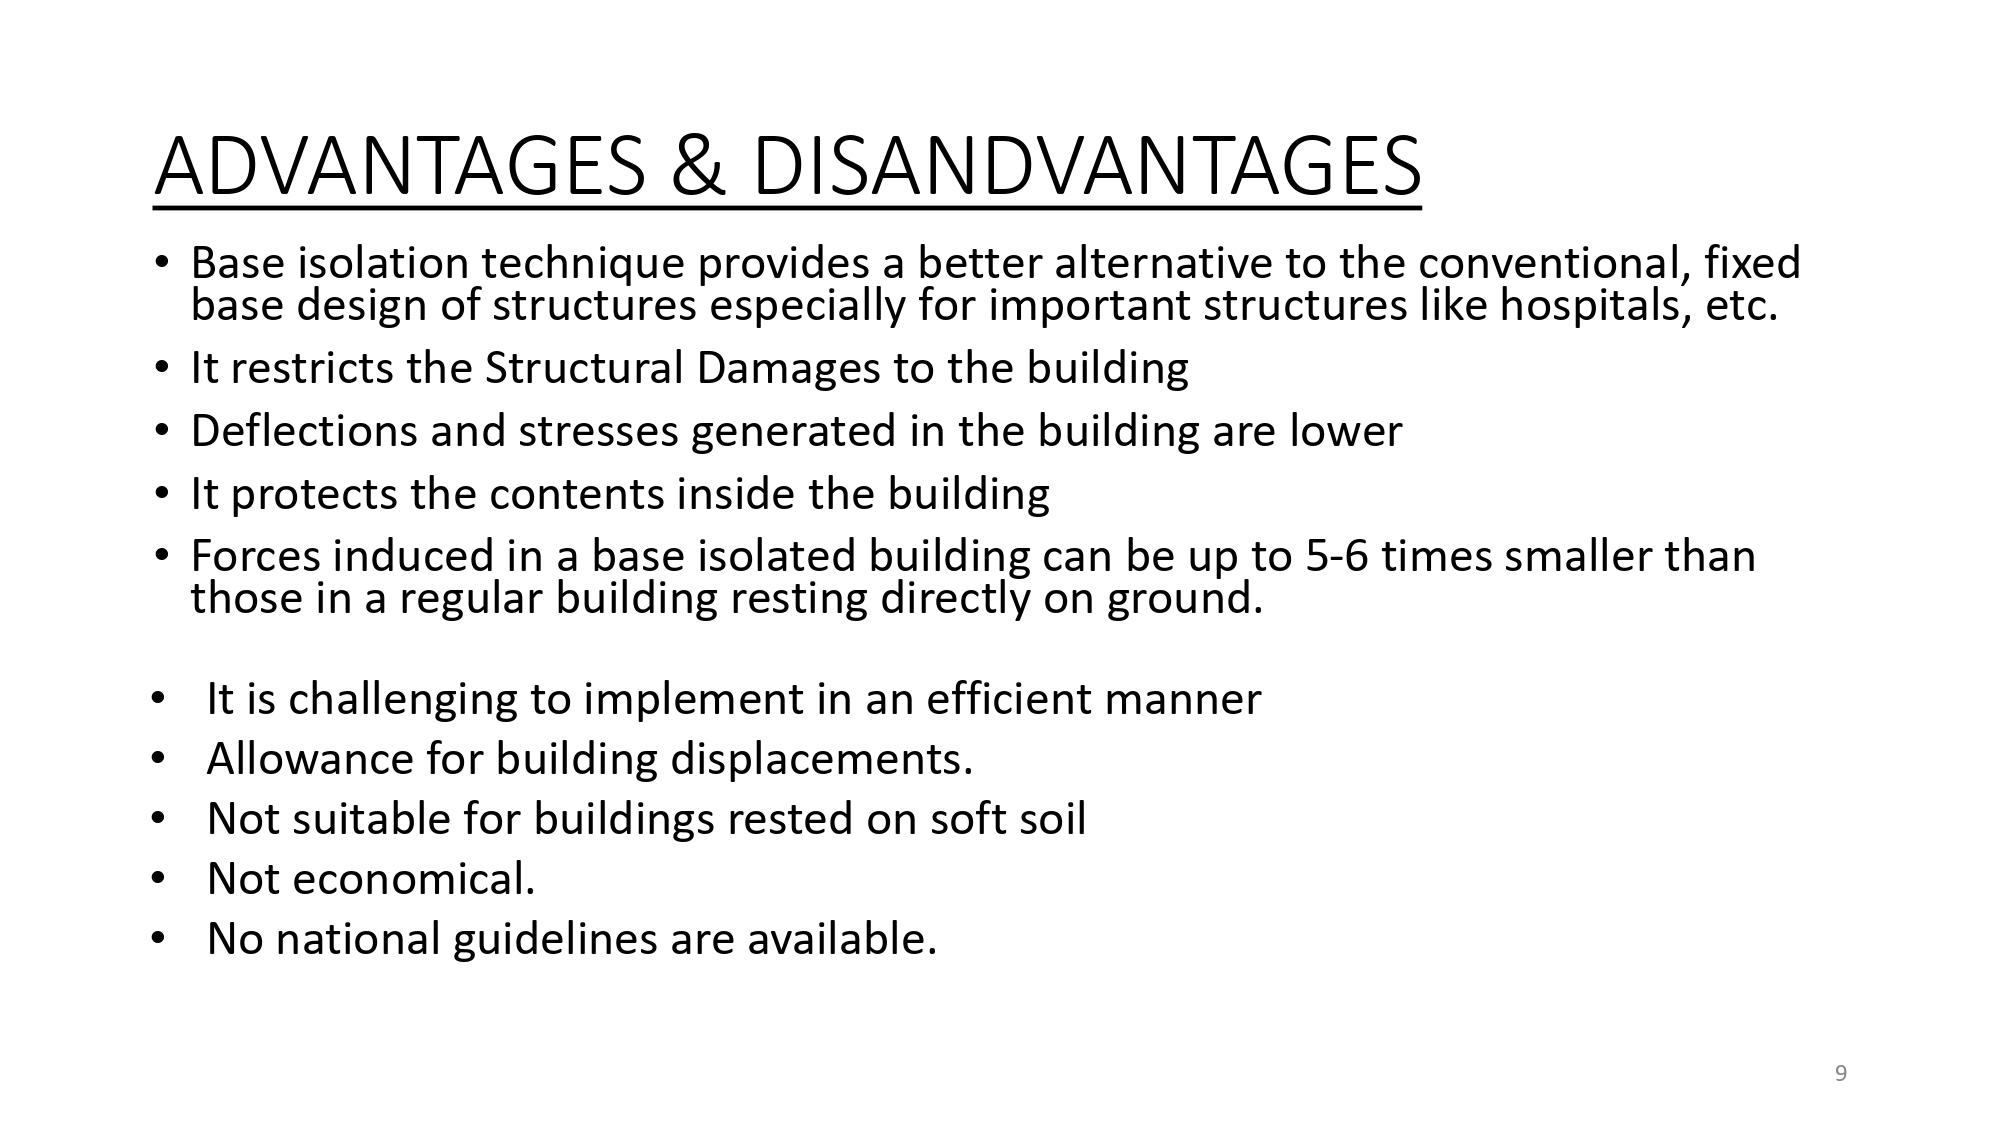 ADVANTAGES & DISANDVANTAGES
• Base isolation technique provides a better alternative to the conventional, fixed
base design of structures especially for important structures like hospitals, etc.
• It restricts the Structural Damages to the building
• Deflections and stresses generated in the building are lower
• It protects the contents inside the building
• Forces induced in a base isolated building can be up to 5-6 times smaller than
those in a regular building resting directly on ground.
• It is challenging to implement in an efficient manner
• Allowance for building displacements.
• Not suitable for buildings rested on soft soil
• Not economical.
• No national guidelines are available.
9